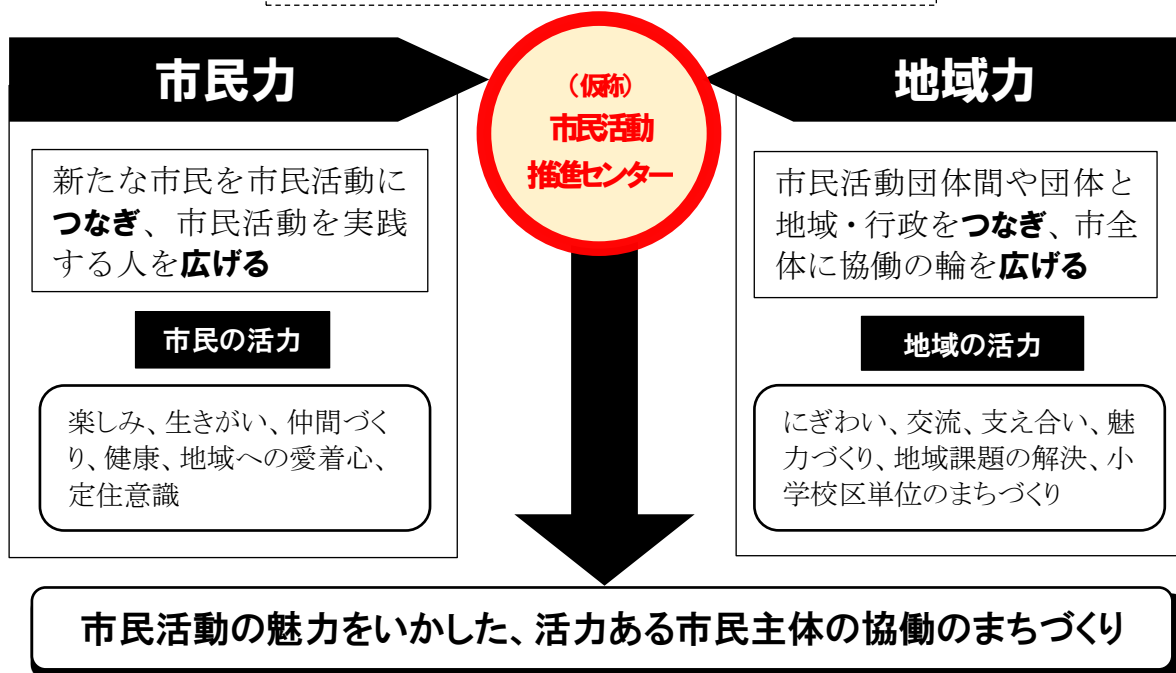 市民力
新たな市民を市民活動に
つなぎ、市民活動を実践
する人を広げる
市民の活力
楽しみ、生きがい、仲間づく
り、健康、地域への愛着心、
定住意識
（仮称）
市民活動
推進センター
地域力
市民活動団体間や団体と
地域・行政をつなぎ、市全
体に協働の輪を広げる
地域の活力
にぎわい、交流、支え合い、魅
力づくり、地域課題の解決、小
学校区単位のまちづくり
市民活動の魅力をいかした、活力ある市民主体の協働のまちづくり